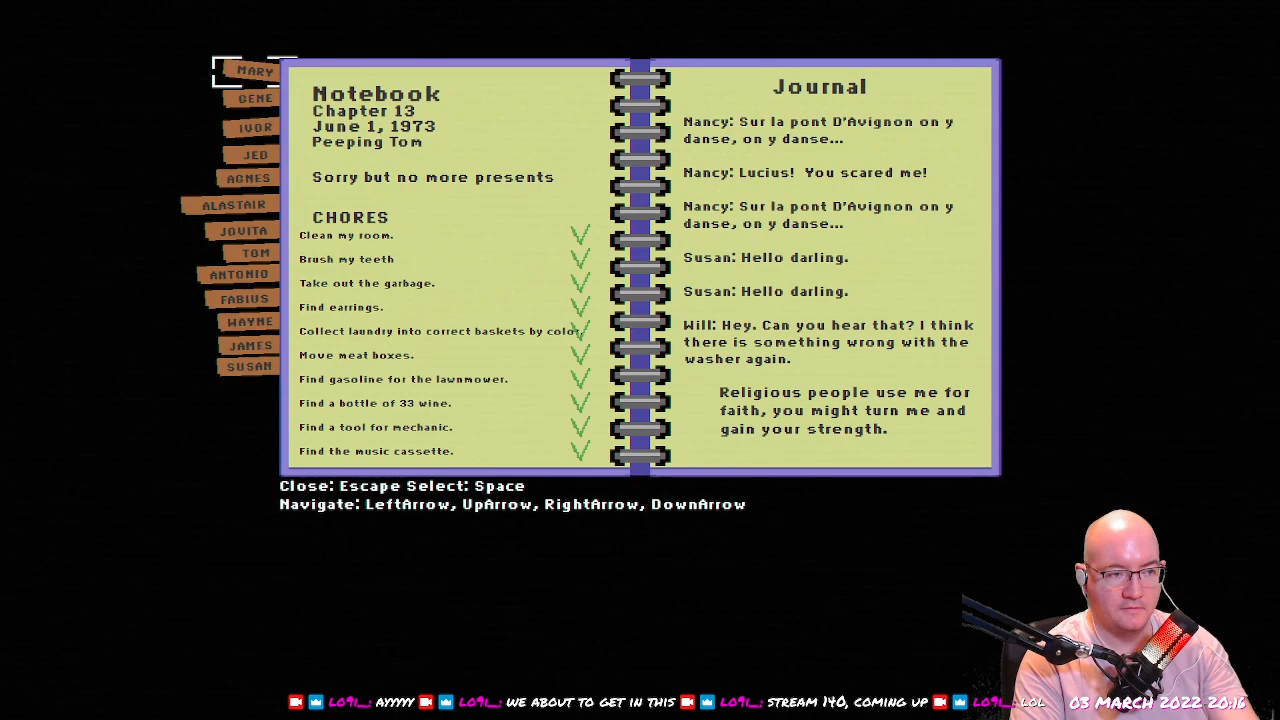 MARY
GENE
IVOR
JED
AGNES
ALASTAIR
JOVITA
TOM
ANTONIO
FABIUS
WAYNE
JAMES
SUSAN
Notebook
Chapter 13
June 1, 1973
Peeping Tom
Sorry but no more presents
CHORES
Clean my room.
Brush my teeth
Take out the garbage.
Find earrings.
Collect laundry into correct baskets by color.
Move meat boxes.
Find gasoline for the lawnmower.
Find a bottle of 33 wine.
Find a tool for mechanic.
Find the music cassette.
Journal
Nancy: Sur la pont D'Avignon on y
danse, on y danse...
Nancy: Lucius! You scared me!
Nancy: Sur la pont D'Avignon on y
danse, on y danse...
Susan: Hello darling.
Susan: Hello darling.
Will: Hey. Can you hear that? I think
there is something wrong with the
washer again.
Religious people use me for
faith, you might turn me and
gain your strength.
Close: Escape Select: Space
Navigate: LeftArrow, UpArrow, RightArrow, DownArrow
LO9I_: AYYYY LO9I_: WE ABOUT TO GET IN THIS LO9I_: STREAM 140, COMING UP LO9I_: LOL
03 MARCH 2022 20:16